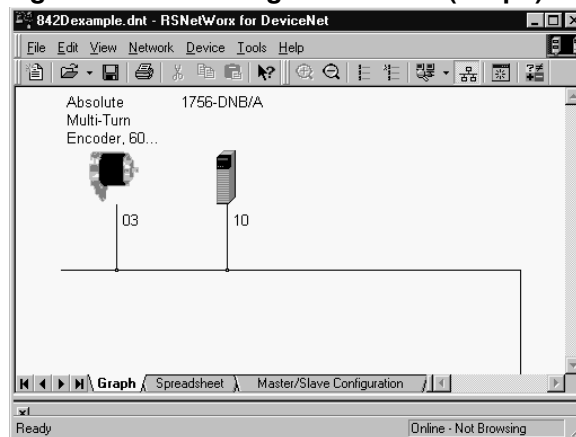 842Dexample.dnt - RSNetWorx for DeviceNet
File Edit View Network Device Tools Help
Absolute Multi-Turn Encoder, 60...
1756-DNB/A
03
10
Graph
Spreadsheet
Master/Slave Configuration
Ready
Online - Not Browsing